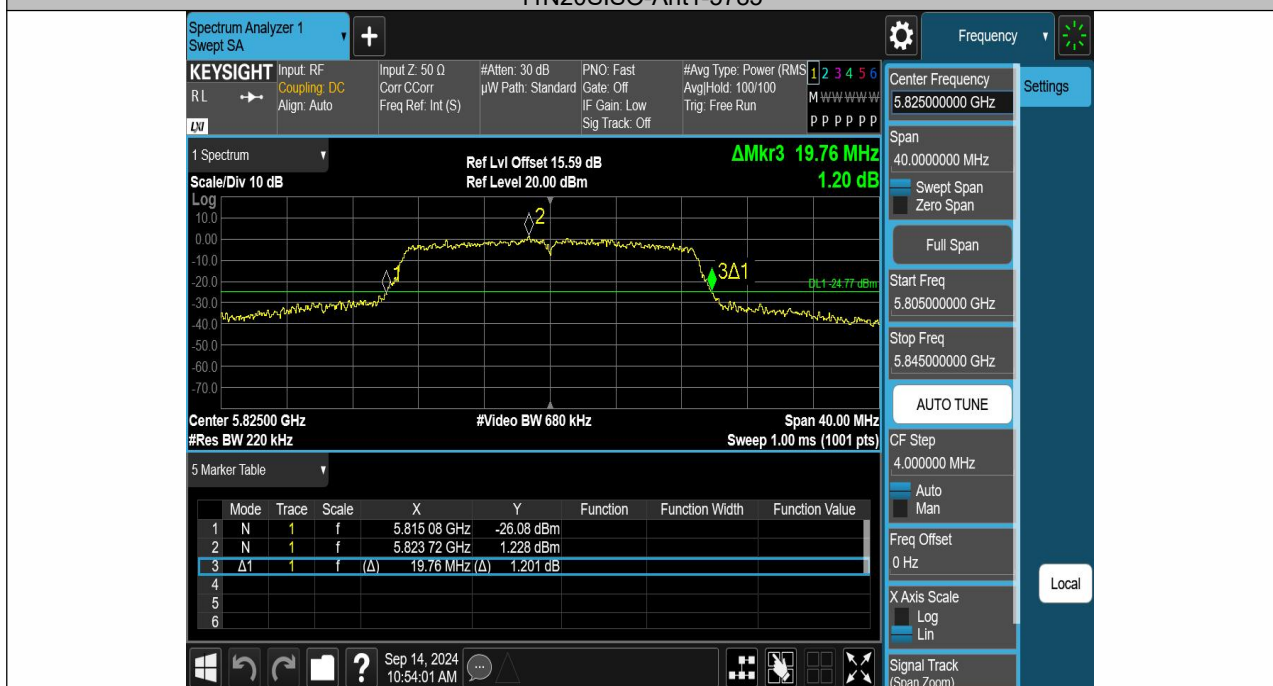 11N20SISO-Ant1-5785
Spectrum Analyzer 1
Swept SA
+
Frequency
KEYSIGHT
RL
LXI
Input: RF
Coupling: DC
Align: Auto
Input Z: 50 Ω
Corr CCorr
Freq Ref: Int (S)
#Atten: 30 dB
µW Path: Standard
PNO: Fast
Gate: Off
IF Gain: Low
Sig Track: Off
#Avg Type: Power (RMS
Avg|Hold: 100/100
Trig: Free Run
1 2 3 4 5 6
M W W W W W
P P P P P P
1 Spectrum
Scale/Div 10 dB
Ref Lvl Offset 15.59 dB
Ref Level 20.00 dBm
ΔMkr3 19.76 MHz
1.20 dB
Log
10.0
0.00
-10.0
-20.0
-30.0
-40.0
-50.0
-60.0
-70.0
1
2
3Δ1
DL1 -24.77 dBm
Center 5.82500 GHz
#Res BW 220 kHz
#Video BW 680 kHz
Span 40.00 MHz
Sweep 1.00 ms (1001 pts)
5 Marker Table
Mode Trace Scale X Y Function Function Width Function Value
1 N 1 f 5.815 08 GHz -26.08 dBm
2 N 1 f 5.823 72 GHz 1.228 dBm
3 Δ1 1 f (Δ) 19.76 MHz (Δ) 1.201 dB
4
5
6
?
Sep 14, 2024
10:54:01 AM
Center Frequency
5.825000000 GHz
Span
40.0000000 MHz
Swept Span
Zero Span
Full Span
Start Freq
5.805000000 GHz
Stop Freq
5.845000000 GHz
AUTO TUNE
CF Step
4.000000 MHz
Auto
Man
Freq Offset
0 Hz
X Axis Scale
Log
Lin
Signal Track
(Span Zoom)
Settings
Local